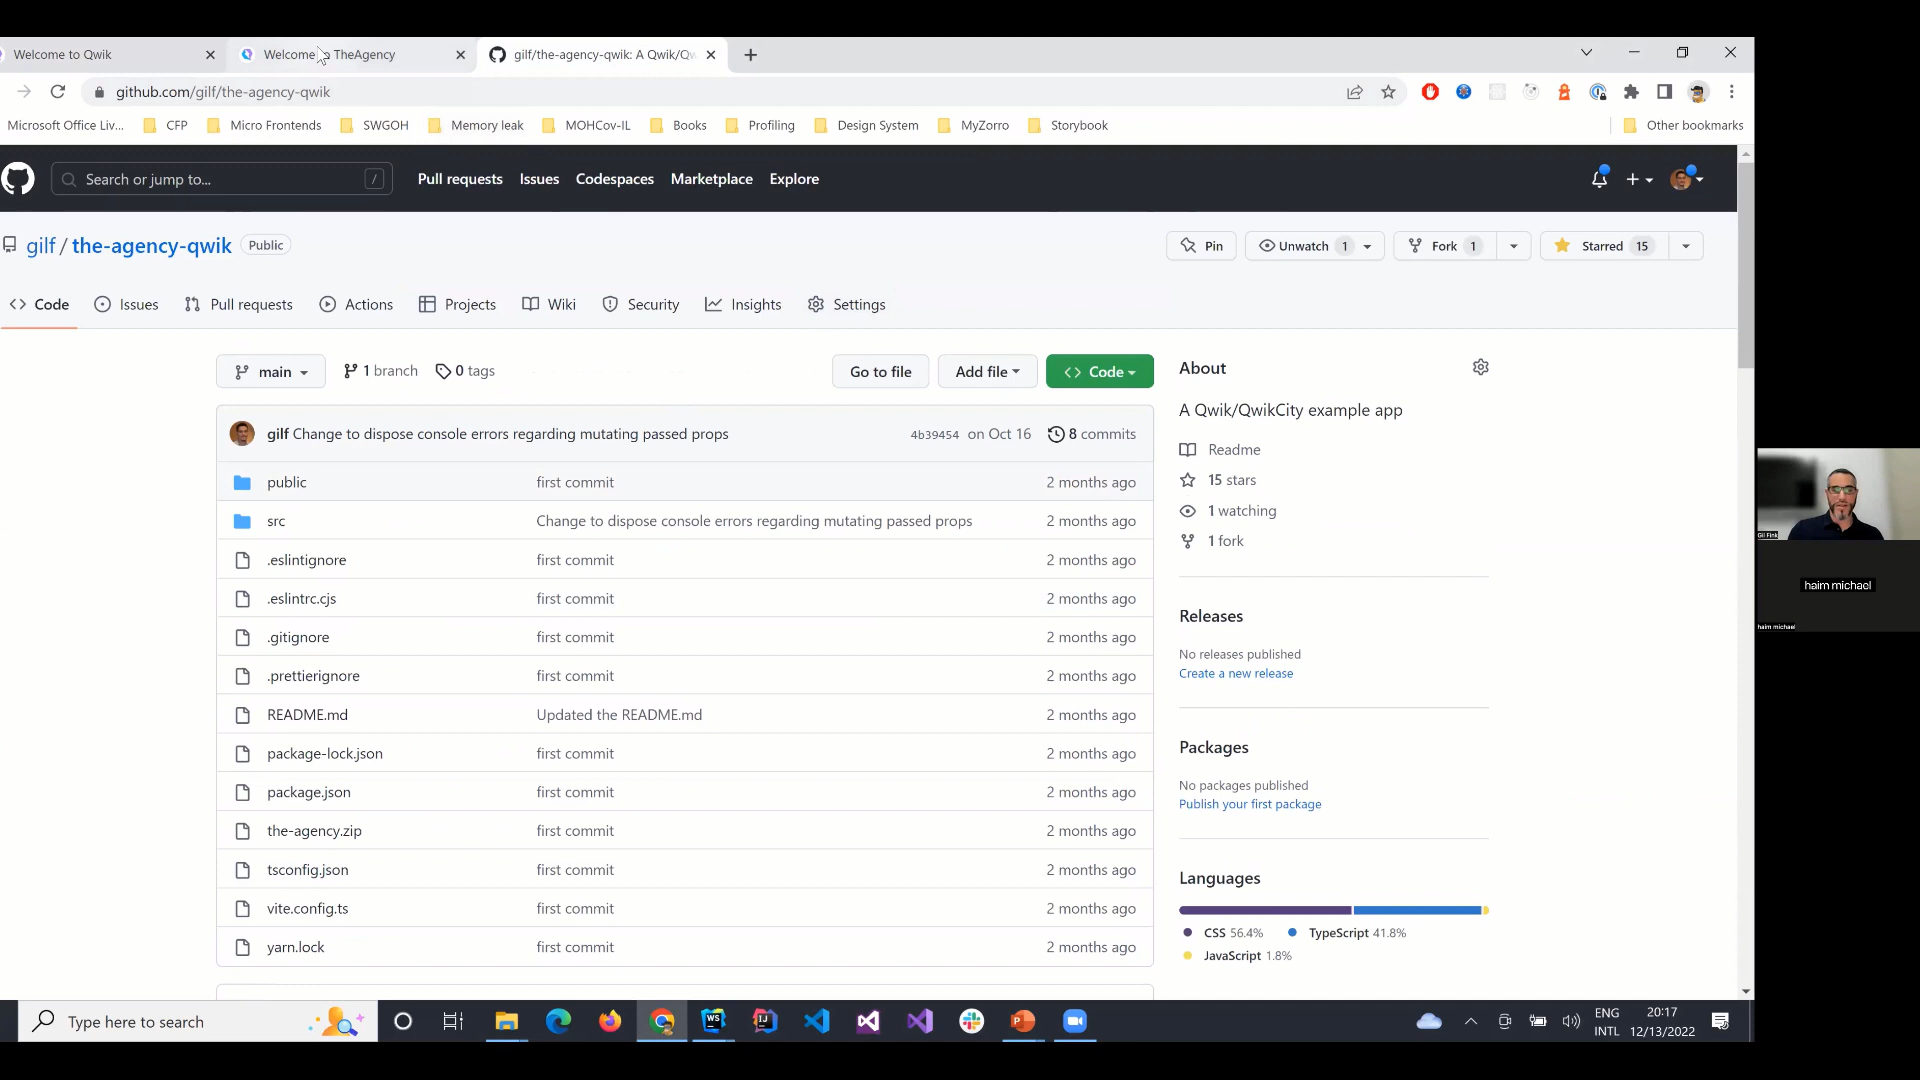 Welcome to Qwik
Welcome to TheAgency
gilf/the-agency-qwik: A Qwik/Qw
github.com/gilf/the-agency-qwik
Microsoft Office Liv...
CFP
Micro Frontends
SWGOH
Memory leak
MOHCov-IL
Books
Profiling
Design System
MyZorro
Storybook
Other bookmarks
Search or jump to...
/
Pull requests
Issues
Codespaces
Marketplace
Explore
gilf / the-agency-qwik
Public
Pin
Unwatch 1
Fork 1
Starred 15
Code
Issues
Pull requests
Actions
Projects
Wiki
Security
Insights
Settings
main
1 branch
0 tags
Go to file
Add file
Code
gilf Change to dispose console errors regarding mutating passed props
4b39454 on Oct 16
8 commits
public first commit 2 months ago
src Change to dispose console errors regarding mutating passed props 2 months ago
.eslintignore first commit 2 months ago
.eslintrc.cjs first commit 2 months ago
.gitignore first commit 2 months ago
.prettierignore first commit 2 months ago
README.md Updated the README.md 2 months ago
package-lock.json first commit 2 months ago
package.json first commit 2 months ago
the-agency.zip first commit 2 months ago
tsconfig.json first commit 2 months ago
vite.config.ts first commit 2 months ago
yarn.lock first commit 2 months ago
About
A Qwik/QwikCity example app
Readme
15 stars
1 watching
1 fork
Releases
No releases published
Create a new release
Packages
No packages published
Publish your first package
Languages
CSS 56.4%
TypeScript 41.8%
JavaScript 1.8%
Gil Fink
haim michael
haim michael
Type here to search
ENG
INTL
20:17
12/13/2022